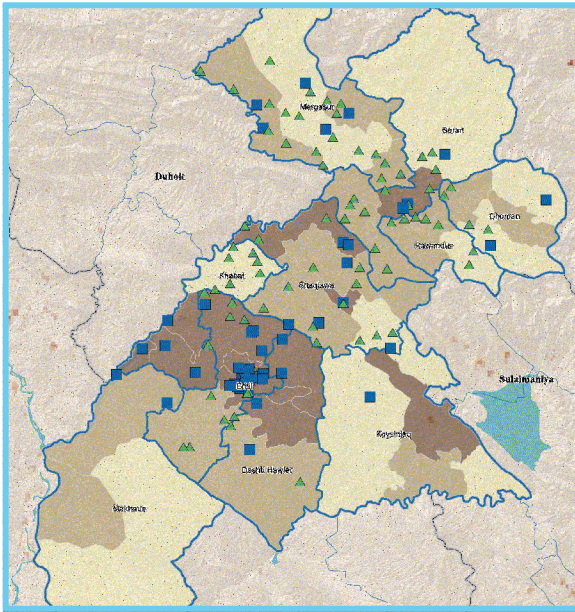 Mergasur
Soran
Duhok
Choman
Rawanduz
Khabat
Shaqlawa
Sulaimaniya
Erbil
Koysinjaq
Dashti Hawler
Makhmur